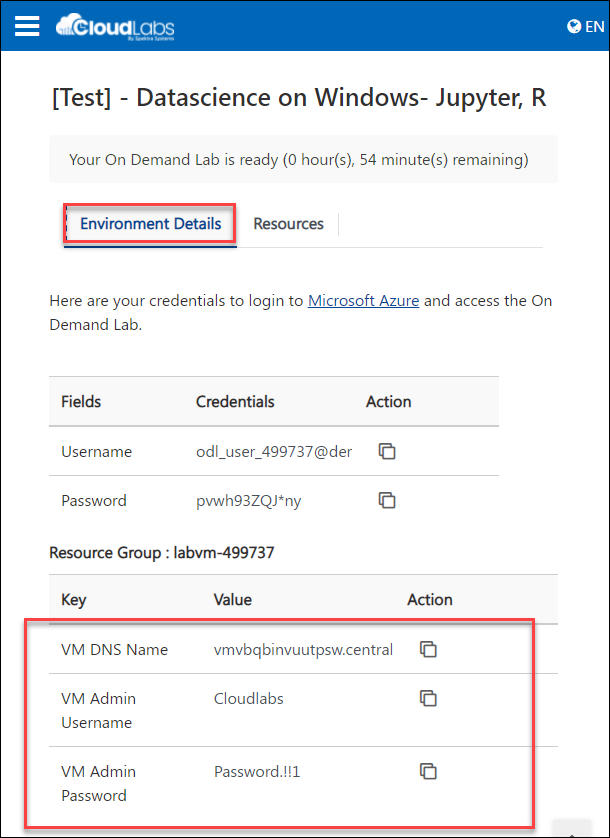 CloudLabs
By Spektra Systems
EN
[Test] - Datascience on Windows- Jupyter, R
Your On Demand Lab is ready (0 hour(s), 54 minute(s) remaining)
Environment Details Resources
Here are your credentials to login to Microsoft Azure and access the On
Demand Lab.
Fields Credentials Action
Username odl_user_499737@der
Password pvwh93ZQJ*ny
Resource Group : labvm-499737
Key Value Action
VM DNS Name vmvbqbinvuutpsw.central
VM Admin Cloudlabs
Username
VM Admin Password.!!1
Password